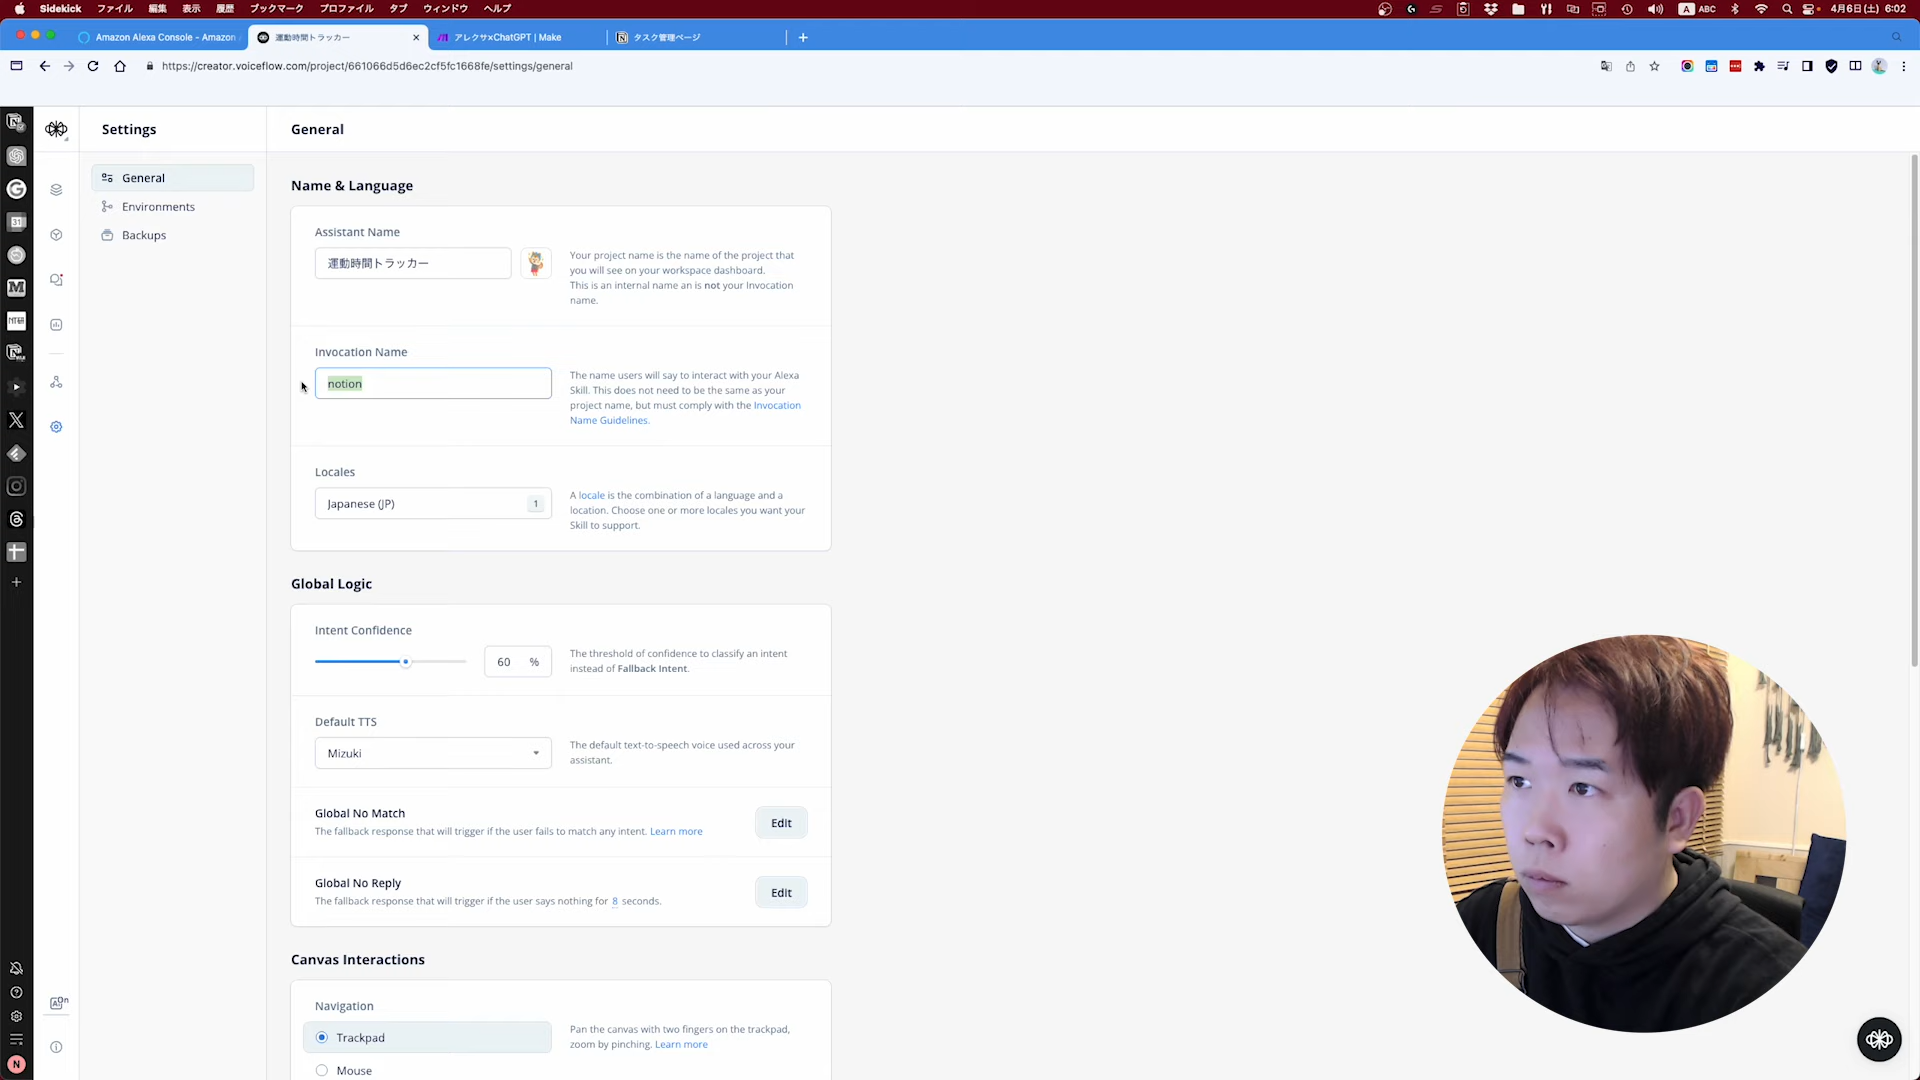 Sidekick ファイル 編集 表示 履歴 ブックマーク プロファイル タブ ウィンドウ ヘルプ
A ABC 4月6日(土) 6:02
Amazon Alexa Console - Amazon
運動時間トラッカー
アレクサ×ChatGPT | Make
タスク管理ページ
https://creator.voiceflow.com/project/661066d5d6ec2cf5fc1668fe/settings/general
Settings
General
Environments
Backups
General
Name & Language
Assistant Name
運動時間トラッカー
Your project name is the name of the project that
you will see on your workspace dashboard.
This is an internal name an is not your Invocation
name.
Invocation Name
notion
The name users will say to interact with your Alexa
Skill. This does not need to be the same as your
project name, but must comply with the Invocation
Name Guidelines.
Locales
Japanese (JP)
1
A locale is the combination of a language and a
location. Choose one or more locales you want your
Skill to support.
Global Logic
Intent Confidence
60 %
The threshold of confidence to classify an intent
instead of Fallback Intent.
Default TTS
Mizuki
The default text-to-speech voice used across your
assistant.
Global No Match
The fallback response that will trigger if the user fails to match any intent. Learn more
Edit
Global No Reply
The fallback response that will trigger if the user says nothing for 8 seconds.
Edit
Canvas Interactions
Navigation
Trackpad
Pan the canvas with two fingers on the trackpad,
zoom by pinching. Learn more
Mouse
N